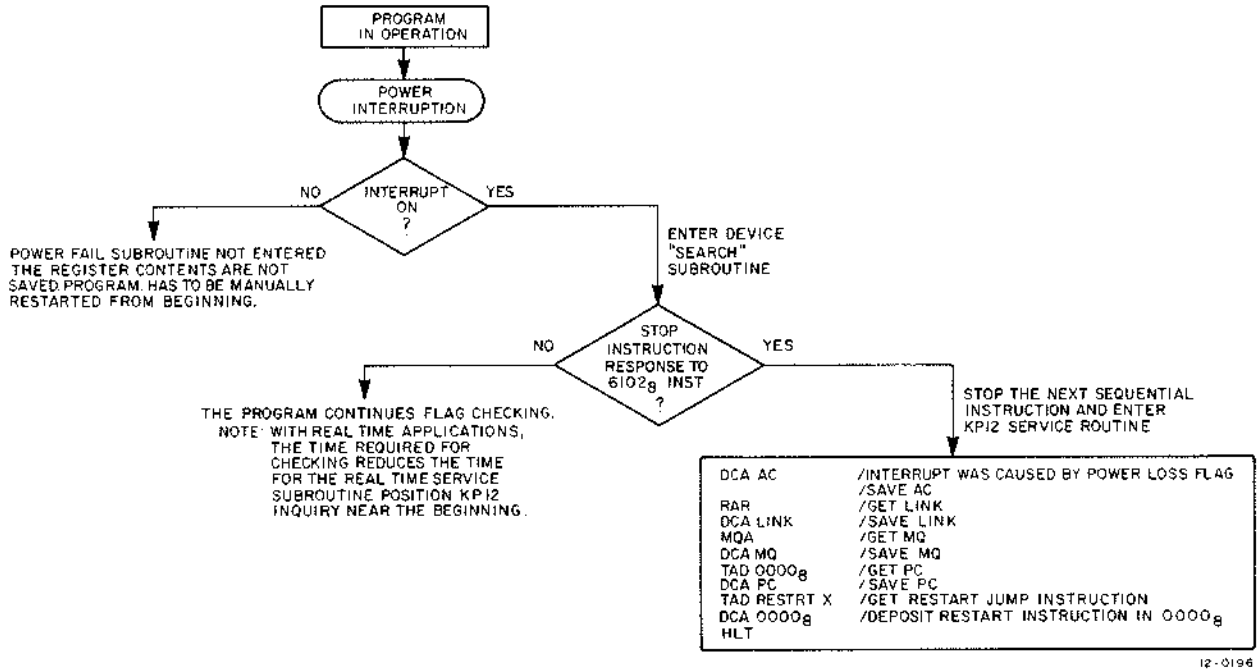 PROGRAM
IN OPERATION
POWER
INTERRUPTION
NO
INTERRUPT
ON
?
YES
POWER FAIL SUBROUTINE NOT ENTERED
THE REGISTER CONTENTS ARE NOT
SAVED. PROGRAM. HAS TO BE MANUALLY
RESTARTED FROM BEGINNING.
ENTER DEVICE
"SEARCH"
SUBROUTINE
NO
STOP
INSTRUCTION
RESPONSE TO
6102₈ INST
?
YES
THE PROGRAM CONTINUES FLAG CHECKING.
NOTE: WITH REAL TIME APPLICATIONS,
THE TIME REQUIRED FOR
CHECKING REDUCES THE TIME
FOR THE REAL TIME SERVICE
SUBROUTINE POSITION KP12
INQUIRY NEAR THE BEGINNING.
STOP THE NEXT SEQUENTIAL
INSTRUCTION AND ENTER
KP12 SERVICE ROUTINE
DCA AC /INTERRUPT WAS CAUSED BY POWER LOSS FLAG
/SAVE AC
RAR /GET LINK
DCA LINK /SAVE LINK
MQA /GET MQ
DCA MQ /SAVE MQ
TAD 0000₈ /GET PC
DCA PC /SAVE PC
TAD RESTRT X /GET RESTART JUMP INSTRUCTION
DCA 0000₈ /DEPOSIT RESTART INSTRUCTION IN 0000₈
HLT
12-0196